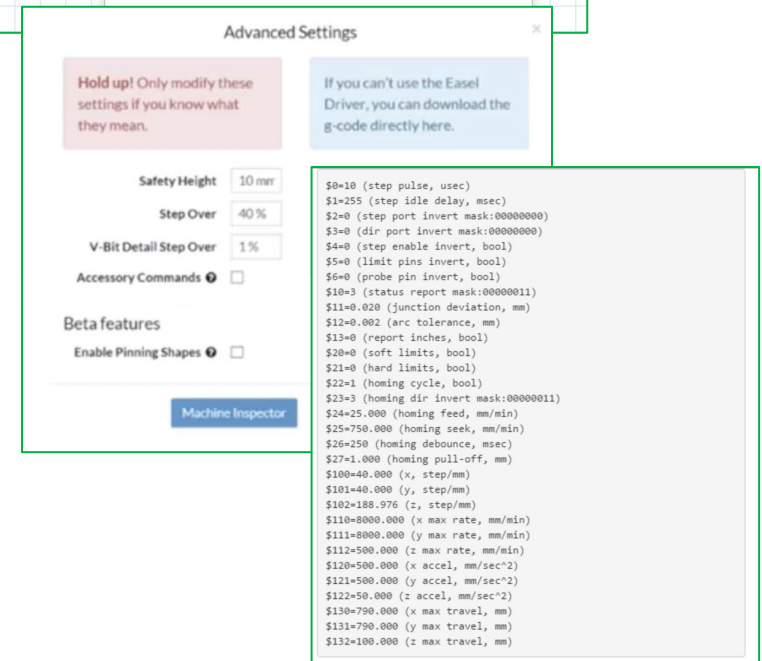 Advanced Settings
×
Hold up! Only modify these
settings if you know what
they mean.
If you can't use the Easel
Driver, you can download the
g-code directly here.
Safety Height 10 mm
Step Over 40 %
V-Bit Detail Step Over 1 %
Accessory Commands
Beta features
Enable Pinning Shapes
Machine Inspector
$0=10 (step pulse, usec)
$1=255 (step idle delay, msec)
$2=0 (step port invert mask:00000000)
$3=0 (dir port invert mask:00000000)
$4=0 (step enable invert, bool)
$5=0 (limit pins invert, bool)
$6=0 (probe pin invert, bool)
$10=3 (status report mask:00000011)
$11=0.020 (junction deviation, mm)
$12=0.002 (arc tolerance, mm)
$13=0 (report inches, bool)
$20=0 (soft limits, bool)
$21=0 (hard limits, bool)
$22=1 (homing cycle, bool)
$23=3 (homing dir invert mask:00000011)
$24=25.000 (homing feed, mm/min)
$25=750.000 (homing seek, mm/min)
$26=250 (homing debounce, msec)
$27=1.000 (homing pull-off, mm)
$100=40.000 (x, step/mm)
$101=40.000 (y, step/mm)
$102=188.976 (z, step/mm)
$110=8000.000 (x max rate, mm/min)
$111=8000.000 (y max rate, mm/min)
$112=500.000 (z max rate, mm/min)
$120=500.000 (x accel, mm/sec^2)
$121=500.000 (y accel, mm/sec^2)
$122=50.000 (z accel, mm/sec^2)
$130=790.000 (x max travel, mm)
$131=790.000 (y max travel, mm)
$132=100.000 (z max travel, mm)